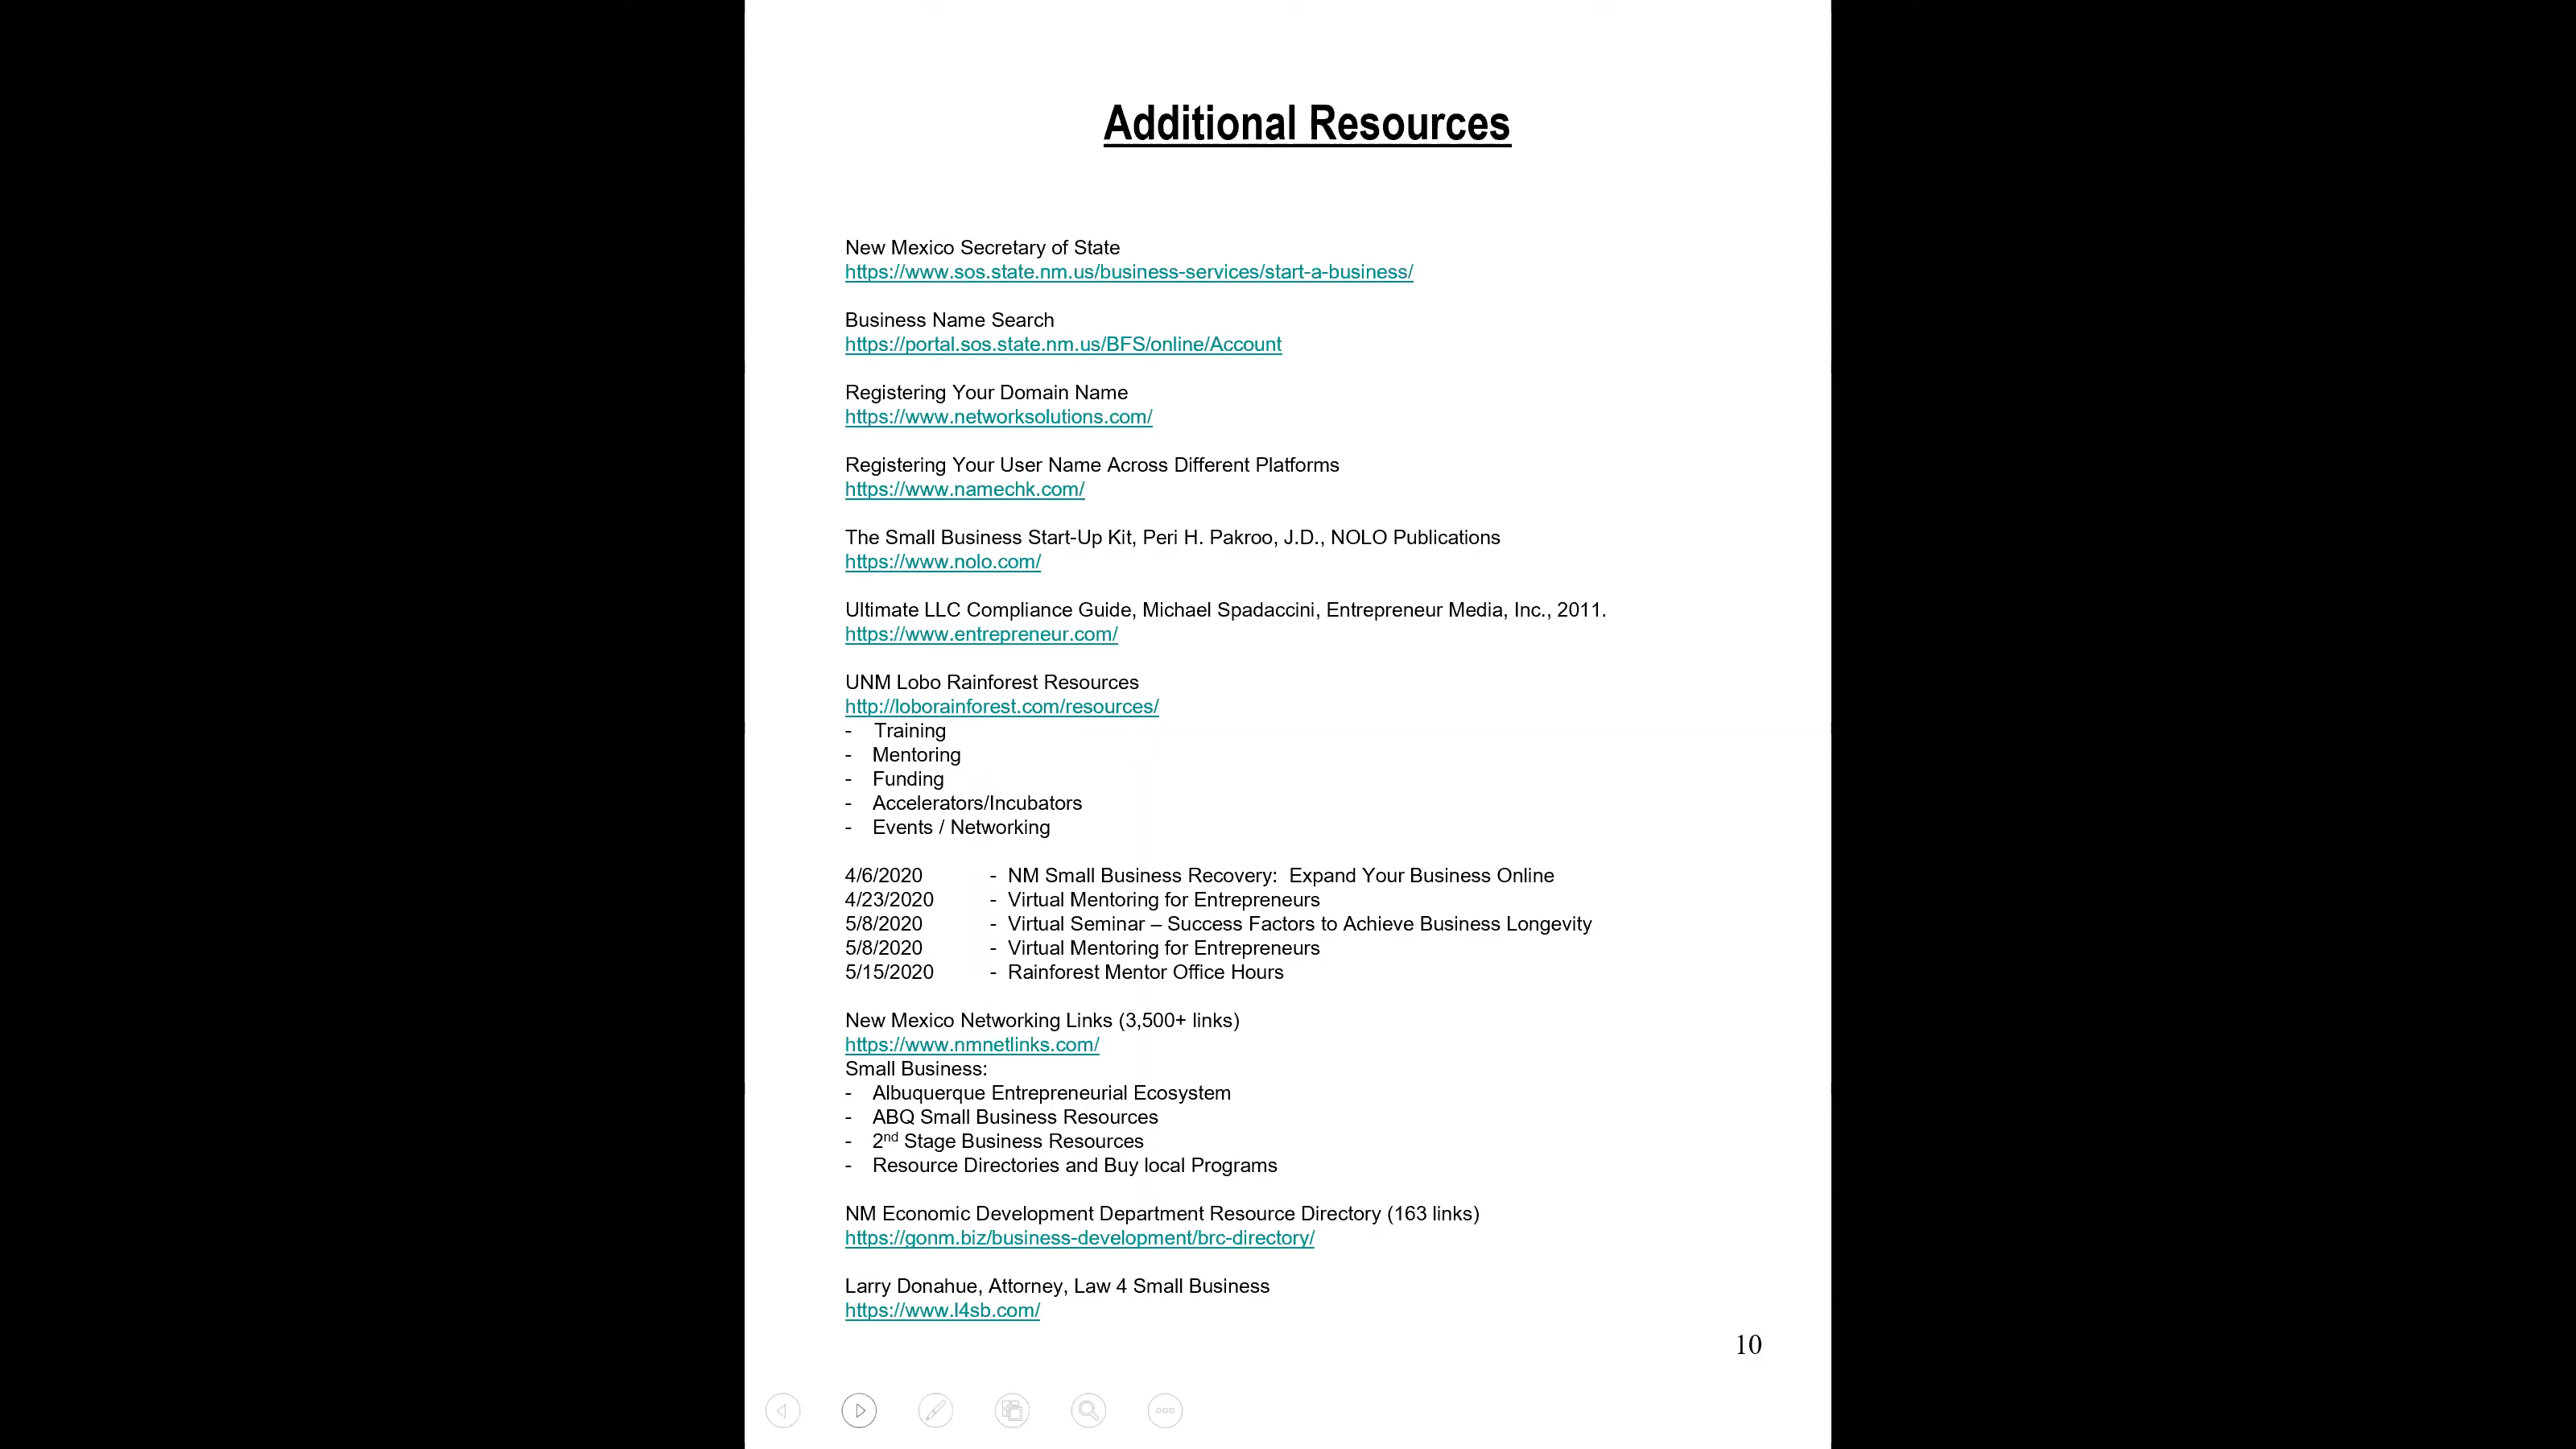 Additional Resources
New Mexico Secretary of State
https://www.sos.state.nm.us/business-services/start-a-business/
Business Name Search
https://portal.sos.state.nm.us/BFS/online/Account
Registering Your Domain Name
https://www.networksolutions.com/
Registering Your User Name Across Different Platforms
https://www.namechk.com/
The Small Business Start-Up Kit, Peri H. Pakroo, J.D., NOLO Publications
https://www.nolo.com/
Ultimate LLC Compliance Guide, Michael Spadaccini, Entrepreneur Media, Inc., 2011.
https://www.entrepreneur.com/
UNM Lobo Rainforest Resources
http://loborainforest.com/resources/
- Training
- Mentoring
- Funding
- Accelerators/Incubators
- Events / Networking
4/6/2020 - NM Small Business Recovery: Expand Your Business Online
4/23/2020 - Virtual Mentoring for Entrepreneurs
5/8/2020 - Virtual Seminar – Success Factors to Achieve Business Longevity
5/8/2020 - Virtual Mentoring for Entrepreneurs
5/15/2020 - Rainforest Mentor Office Hours
New Mexico Networking Links (3,500+ links)
https://www.nmnetlinks.com/
Small Business:
- Albuquerque Entrepreneurial Ecosystem
- ABQ Small Business Resources
- 2nd Stage Business Resources
- Resource Directories and Buy local Programs
NM Economic Development Department Resource Directory (163 links)
https://gonm.biz/business-development/brc-directory/
Larry Donahue, Attorney, Law 4 Small Business
https://www.l4sb.com/
10